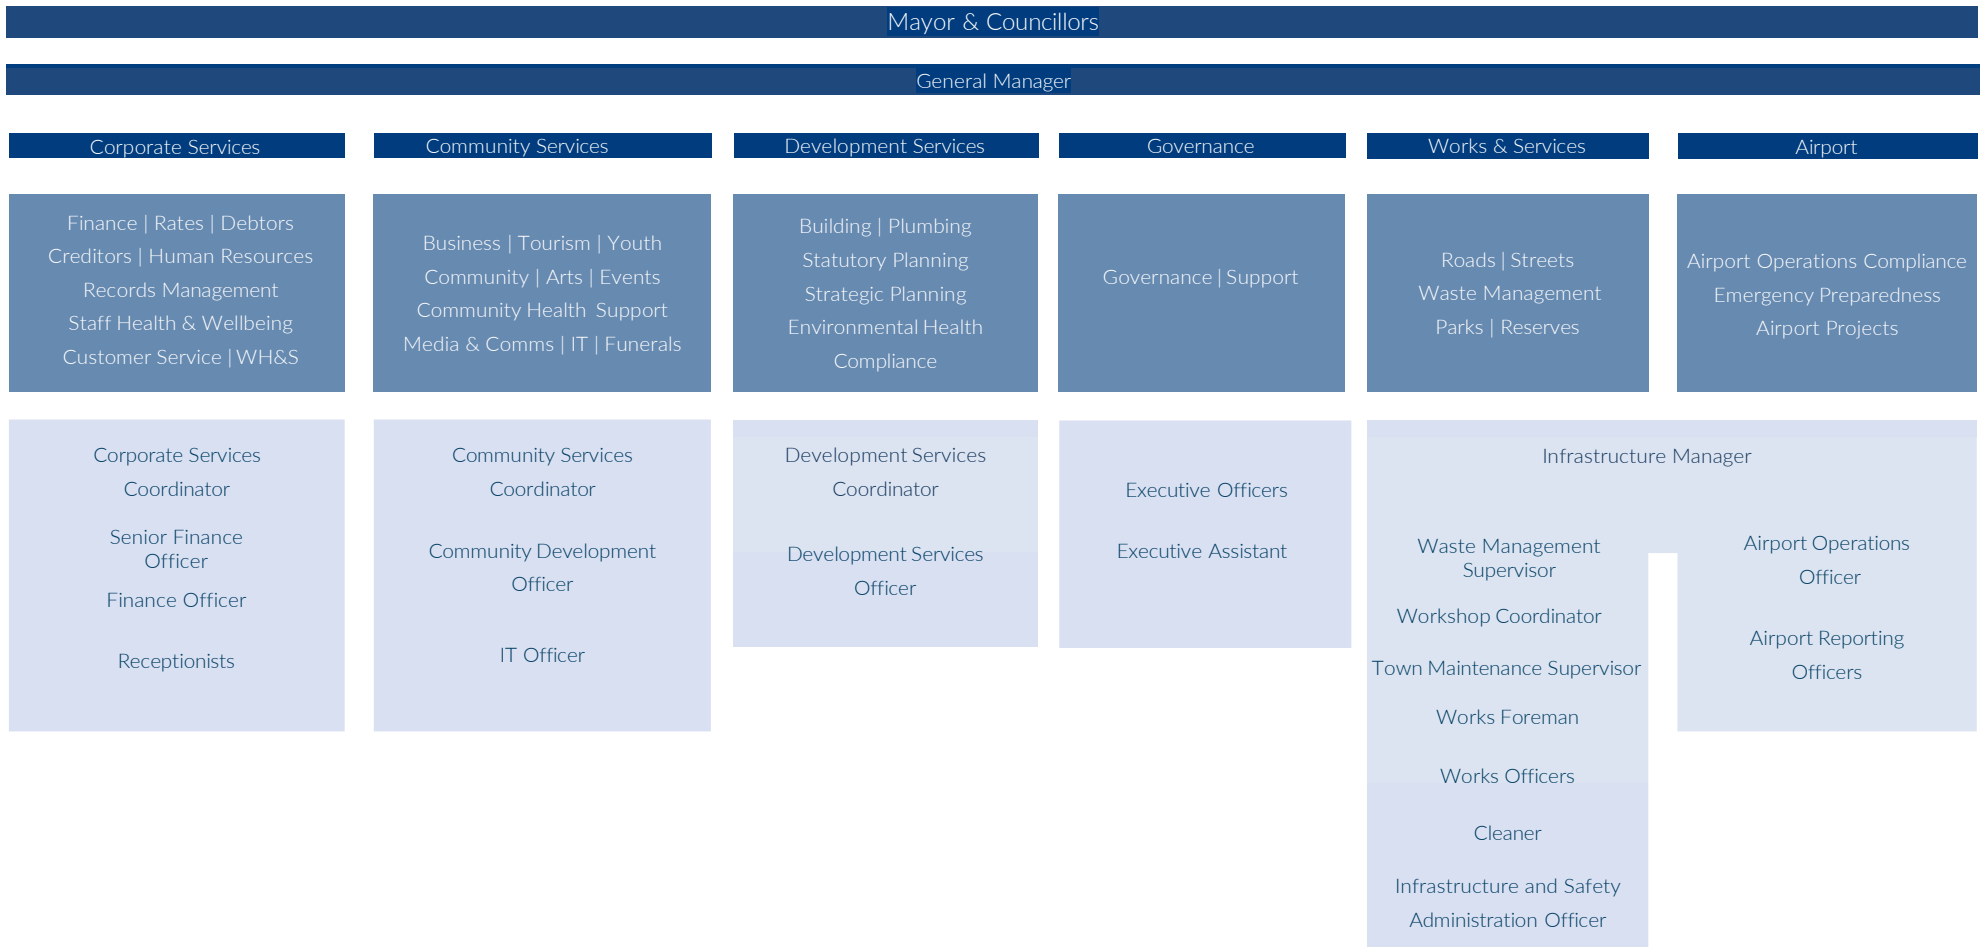 Mayor & Councillors
General Manager
Corporate Services
Community Services
Development Services
Governance
Works & Services
Airport
Finance | Rates | Debtors
Creditors | Human Resources
Records Management
Staff Health & Wellbeing
Customer Service | WH&S
Business | Tourism | Youth
Community | Arts | Events
Community Health Support
Media & Comms | IT | Funerals
Building | Plumbing
Statutory Planning
Strategic Planning
Environmental Health
Compliance
Governance | Support
Roads | Streets
Waste Management
Parks | Reserves
Airport Operations Compliance
Emergency Preparedness
Airport Projects
Corporate Services
Coordinator
Senior Finance
Officer
Finance Officer
Receptionists
Community Services
Coordinator
Community Development
Officer
IT Officer
Development Services
Coordinator
Development Services
Officer
Executive Officers
Executive Assistant
Infrastructure Manager
Waste Management
Supervisor
Workshop Coordinator
Town Maintenance Supervisor
Works Foreman
Works Officers
Cleaner
Infrastructure and Safety
Administration Officer
Airport Operations
Officer
Airport Reporting
Officers